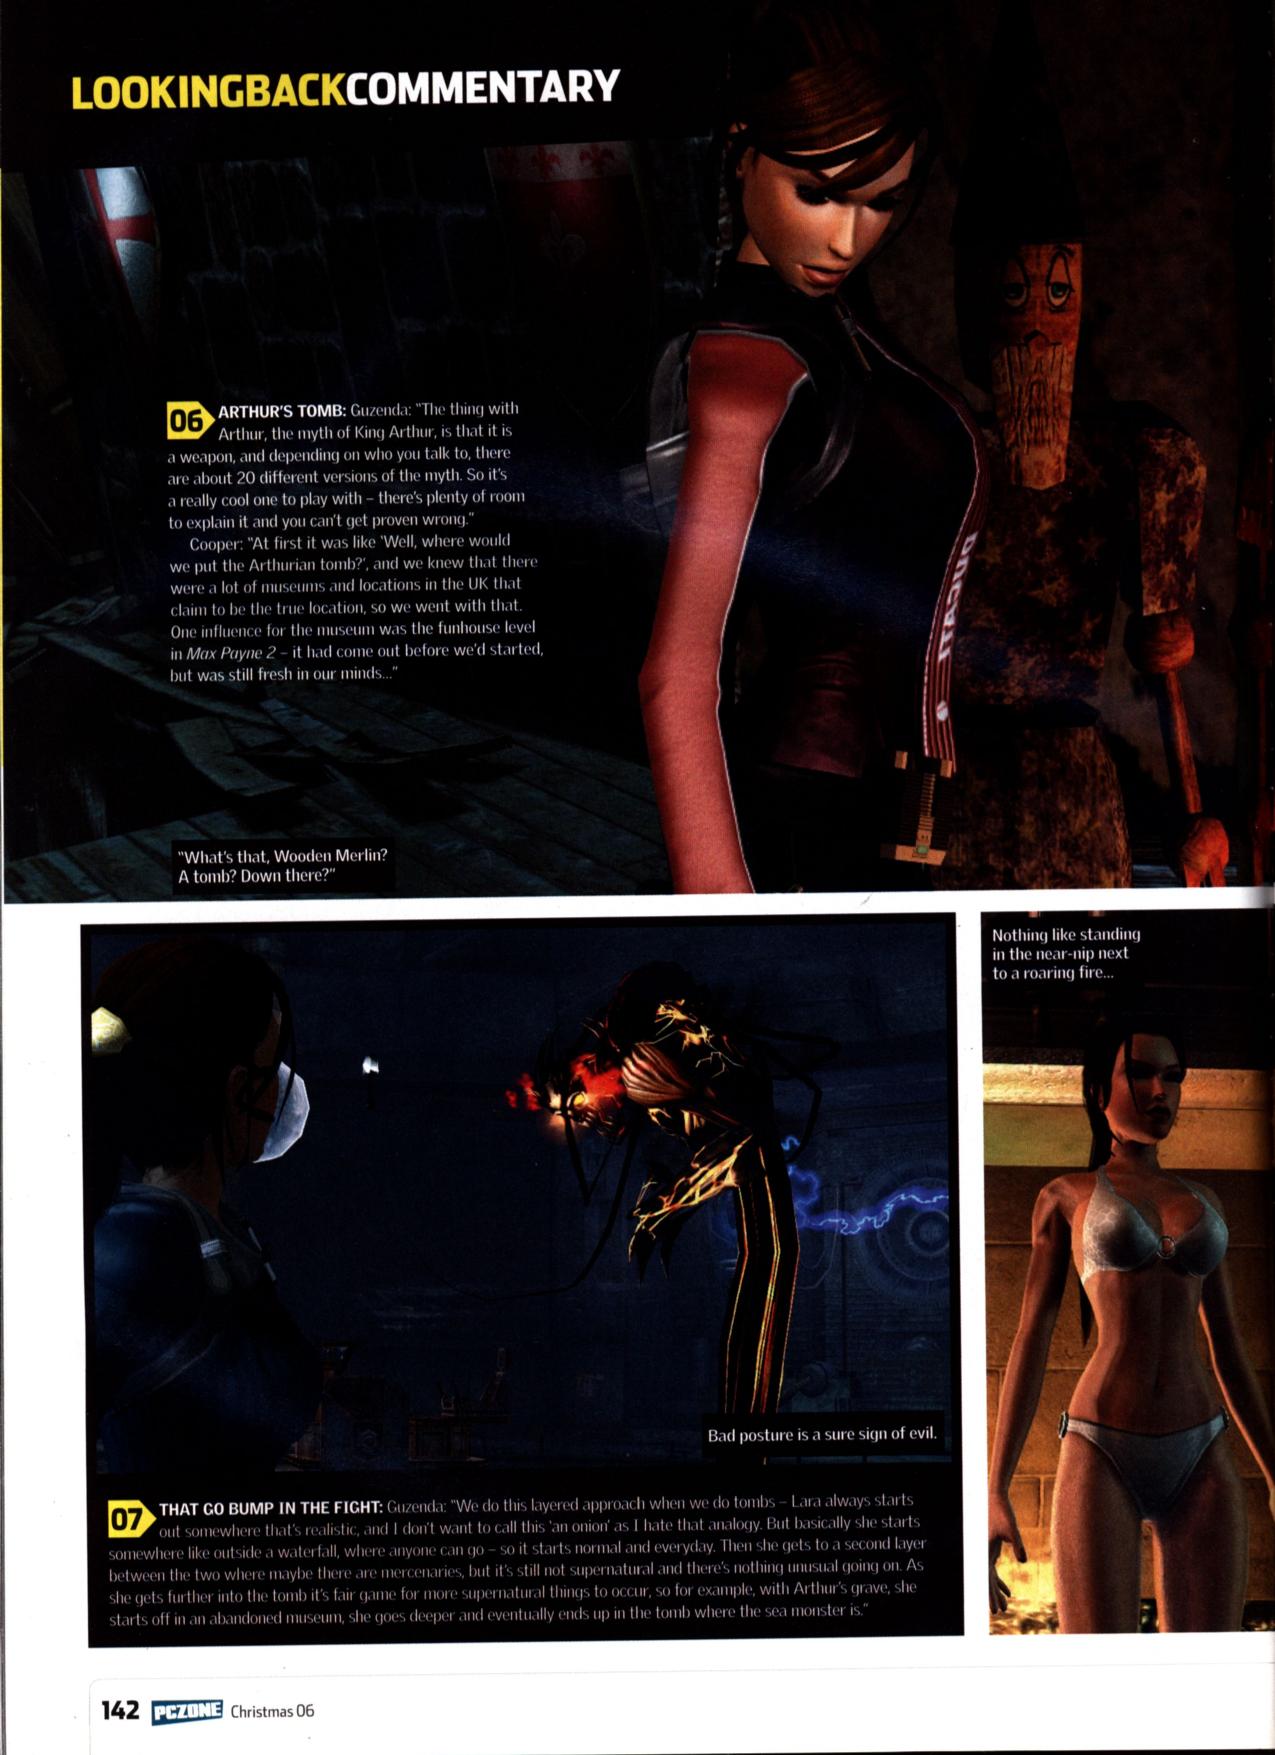 LOOKINGBACKCOMMENTARY
06 ARTHUR'S TOMB: Guzenda: "The thing with
Arthur, the myth of King Arthur, is that it is
a weapon, and depending on who you talk to, there
are about 20 different versions of the myth. So it's
a really cool one to play with – there's plenty of room
to explain it and you can't get proven wrong."
Cooper: "At first it was like 'Well, where would
we put the Arthurian tomb?', and we knew that there
were a lot of museums and locations in the UK that
claim to be the true location, so we went with that.
One influence for the museum was the funhouse level
in Max Payne 2 – it had come out before we'd started,
but was still fresh in our minds..."
DUCATI
"What's that, Wooden Merlin?
A tomb? Down there?"
Nothing like standing
in the near-nip next
to a roaring fire...
Bad posture is a sure sign of evil.
07 THAT GO BUMP IN THE FIGHT: Guzenda: "We do this layered approach when we do tombs – Lara always starts
out somewhere that's realistic, and I don't want to call this 'an onion' as I hate that analogy. But basically she starts
somewhere like outside a waterfall, where anyone can go – so it starts normal and everyday. Then she gets to a second layer
between the two where maybe there are mercenaries, but it's still not supernatural and there's nothing unusual going on. As
she gets further into the tomb it's fair game for more supernatural things to occur, so for example, with Arthur's grave, she
starts off in an abandoned museum, she goes deeper and eventually ends up in the tomb where the sea monster is."
142 PCZONE Christmas 06